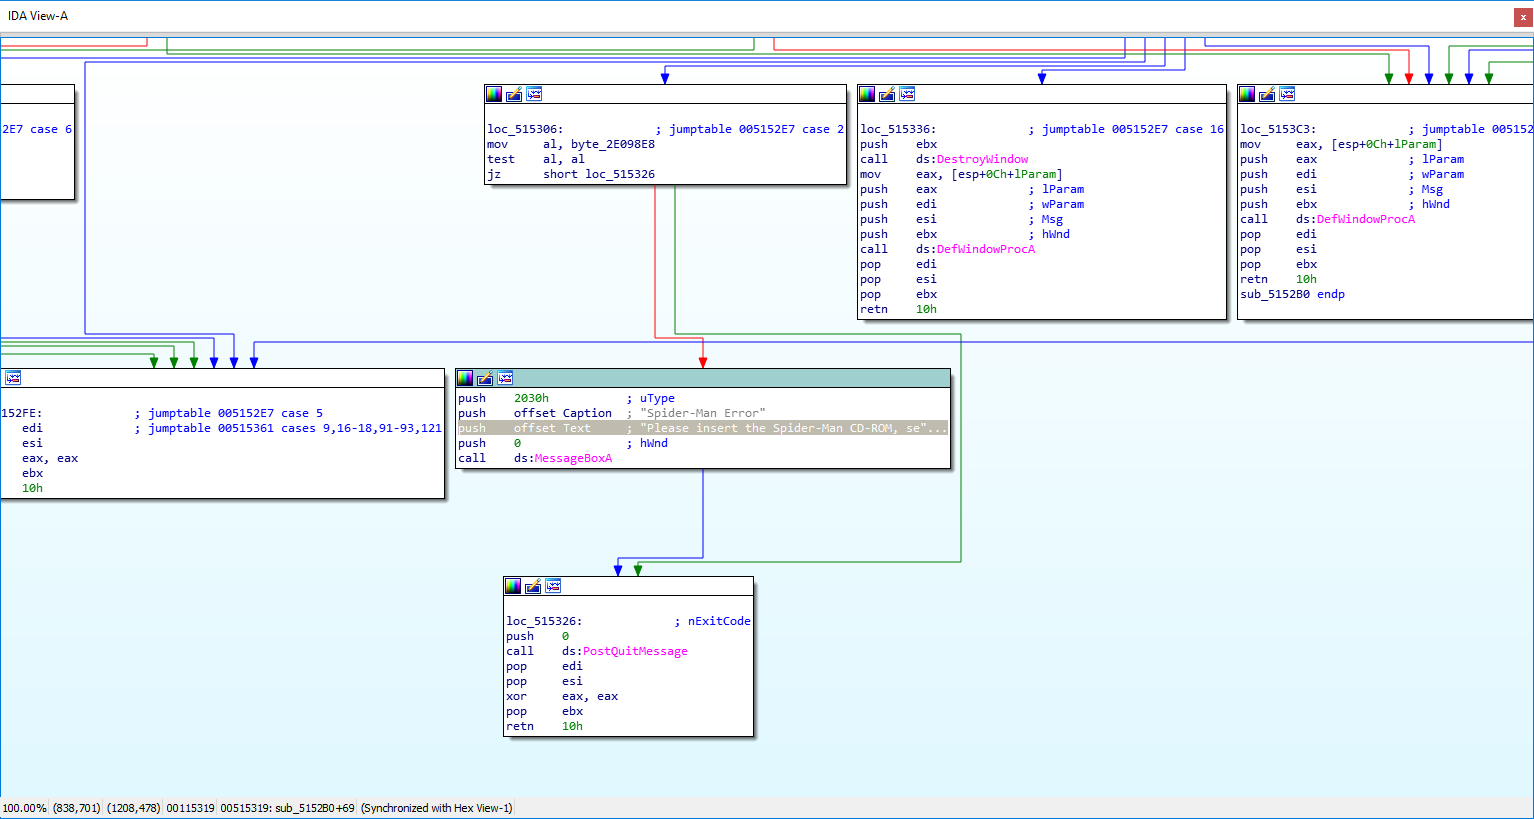 IDA View-A
x
2E7 case 6
loc_515306: ; jumptable 005152E7 case 2
mov al, byte_2E098E8
test al, al
jz short loc_515326
loc_515336: ; jumptable 005152E7 case 16
push ebx
call ds:DestroyWindow
mov eax, [esp+0Ch+lParam]
push eax ; lParam
push edi ; wParam
push esi ; Msg
push ebx ; hWnd
call ds:DefWindowProcA
pop edi
pop esi
pop ebx
retn 10h
loc_5153C3: ; jumptable 005152
mov eax, [esp+0Ch+lParam]
push eax ; lParam
push edi ; wParam
push esi ; Msg
push ebx ; hWnd
call ds:DefWindowProcA
pop edi
pop esi
pop ebx
retn 10h
sub_5152B0 endp
152FE: ; jumptable 005152E7 case 5
edi ; jumptable 00515361 cases 9,16-18,91-93,121
esi
eax, eax
ebx
10h
push 2030h ; uType
push offset Caption ; "Spider-Man Error"
push offset Text ; "Please insert the Spider-Man CD-ROM, se"...
push 0 ; hWnd
call ds:MessageBoxA
loc_515326: ; nExitCode
push 0
call ds:PostQuitMessage
pop edi
pop esi
xor eax, eax
pop ebx
retn 10h
100.00% (838,701) (1208,478) 00115319 00515319: sub_5152B0+69 (Synchronized with Hex View-1)